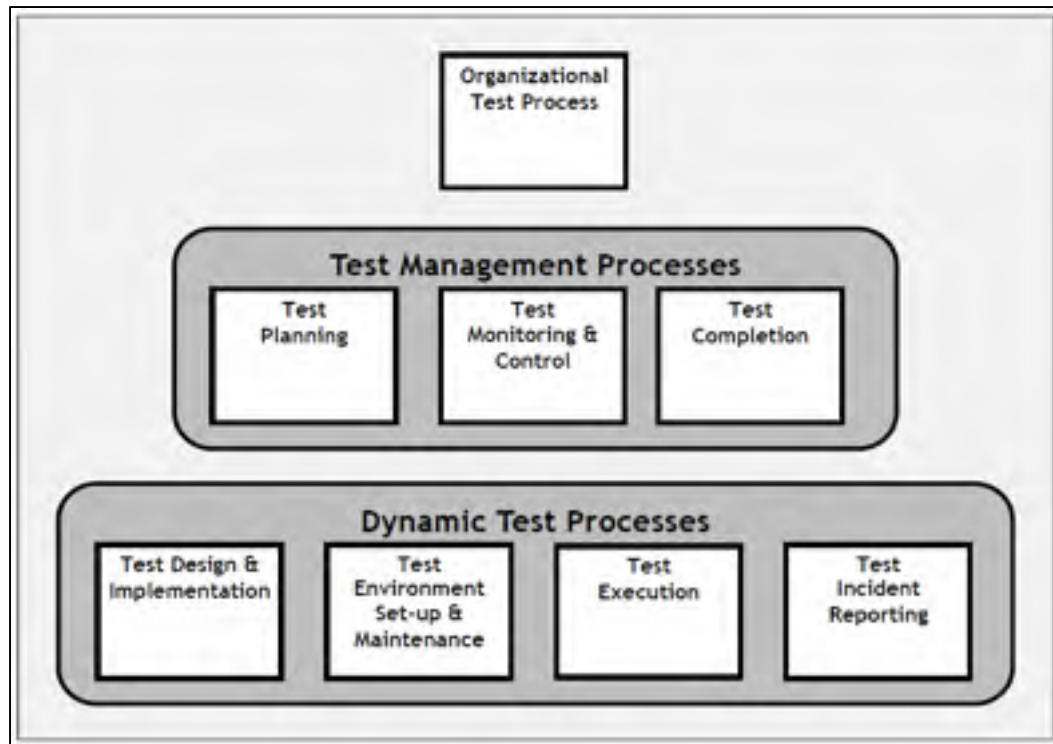 Organizational
Test Process
Test Management Processes
Test
Planning
Test
Monitoring &
Control
Test
Completion
Dynamic Test Processes
Test Design &
Implementation
Test
Environment
Set-up &
Maintenance
Test
Execution
Test
Incident
Reporting